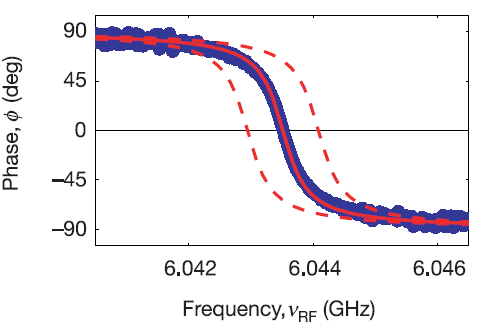 90
45
0
−45
−90
Phase, ϕ (deg)
6.042 6.044 6.046
Frequency, νRF (GHz)